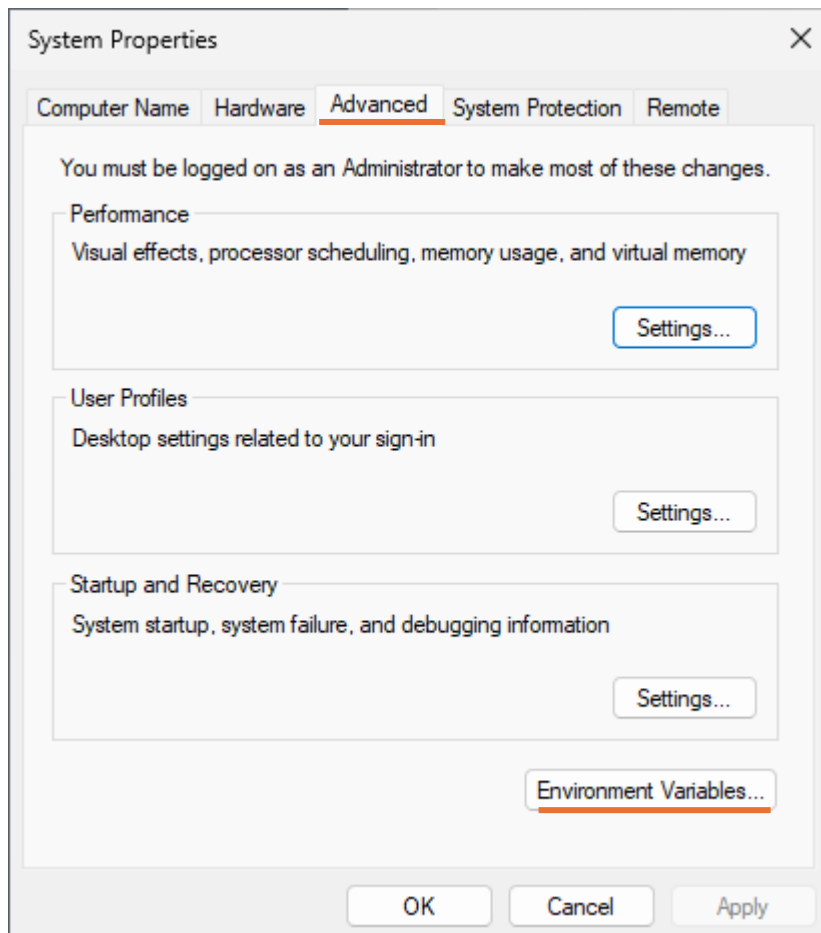 System Properties
Computer Name Hardware Advanced System Protection Remote
You must be logged on as an Administrator to make most of these changes.
Performance
Visual effects, processor scheduling, memory usage, and virtual memory
Settings...
User Profiles
Desktop settings related to your sign-in
Settings...
Startup and Recovery
System startup, system failure, and debugging information
Settings...
Environment Variables...
OK Cancel Apply